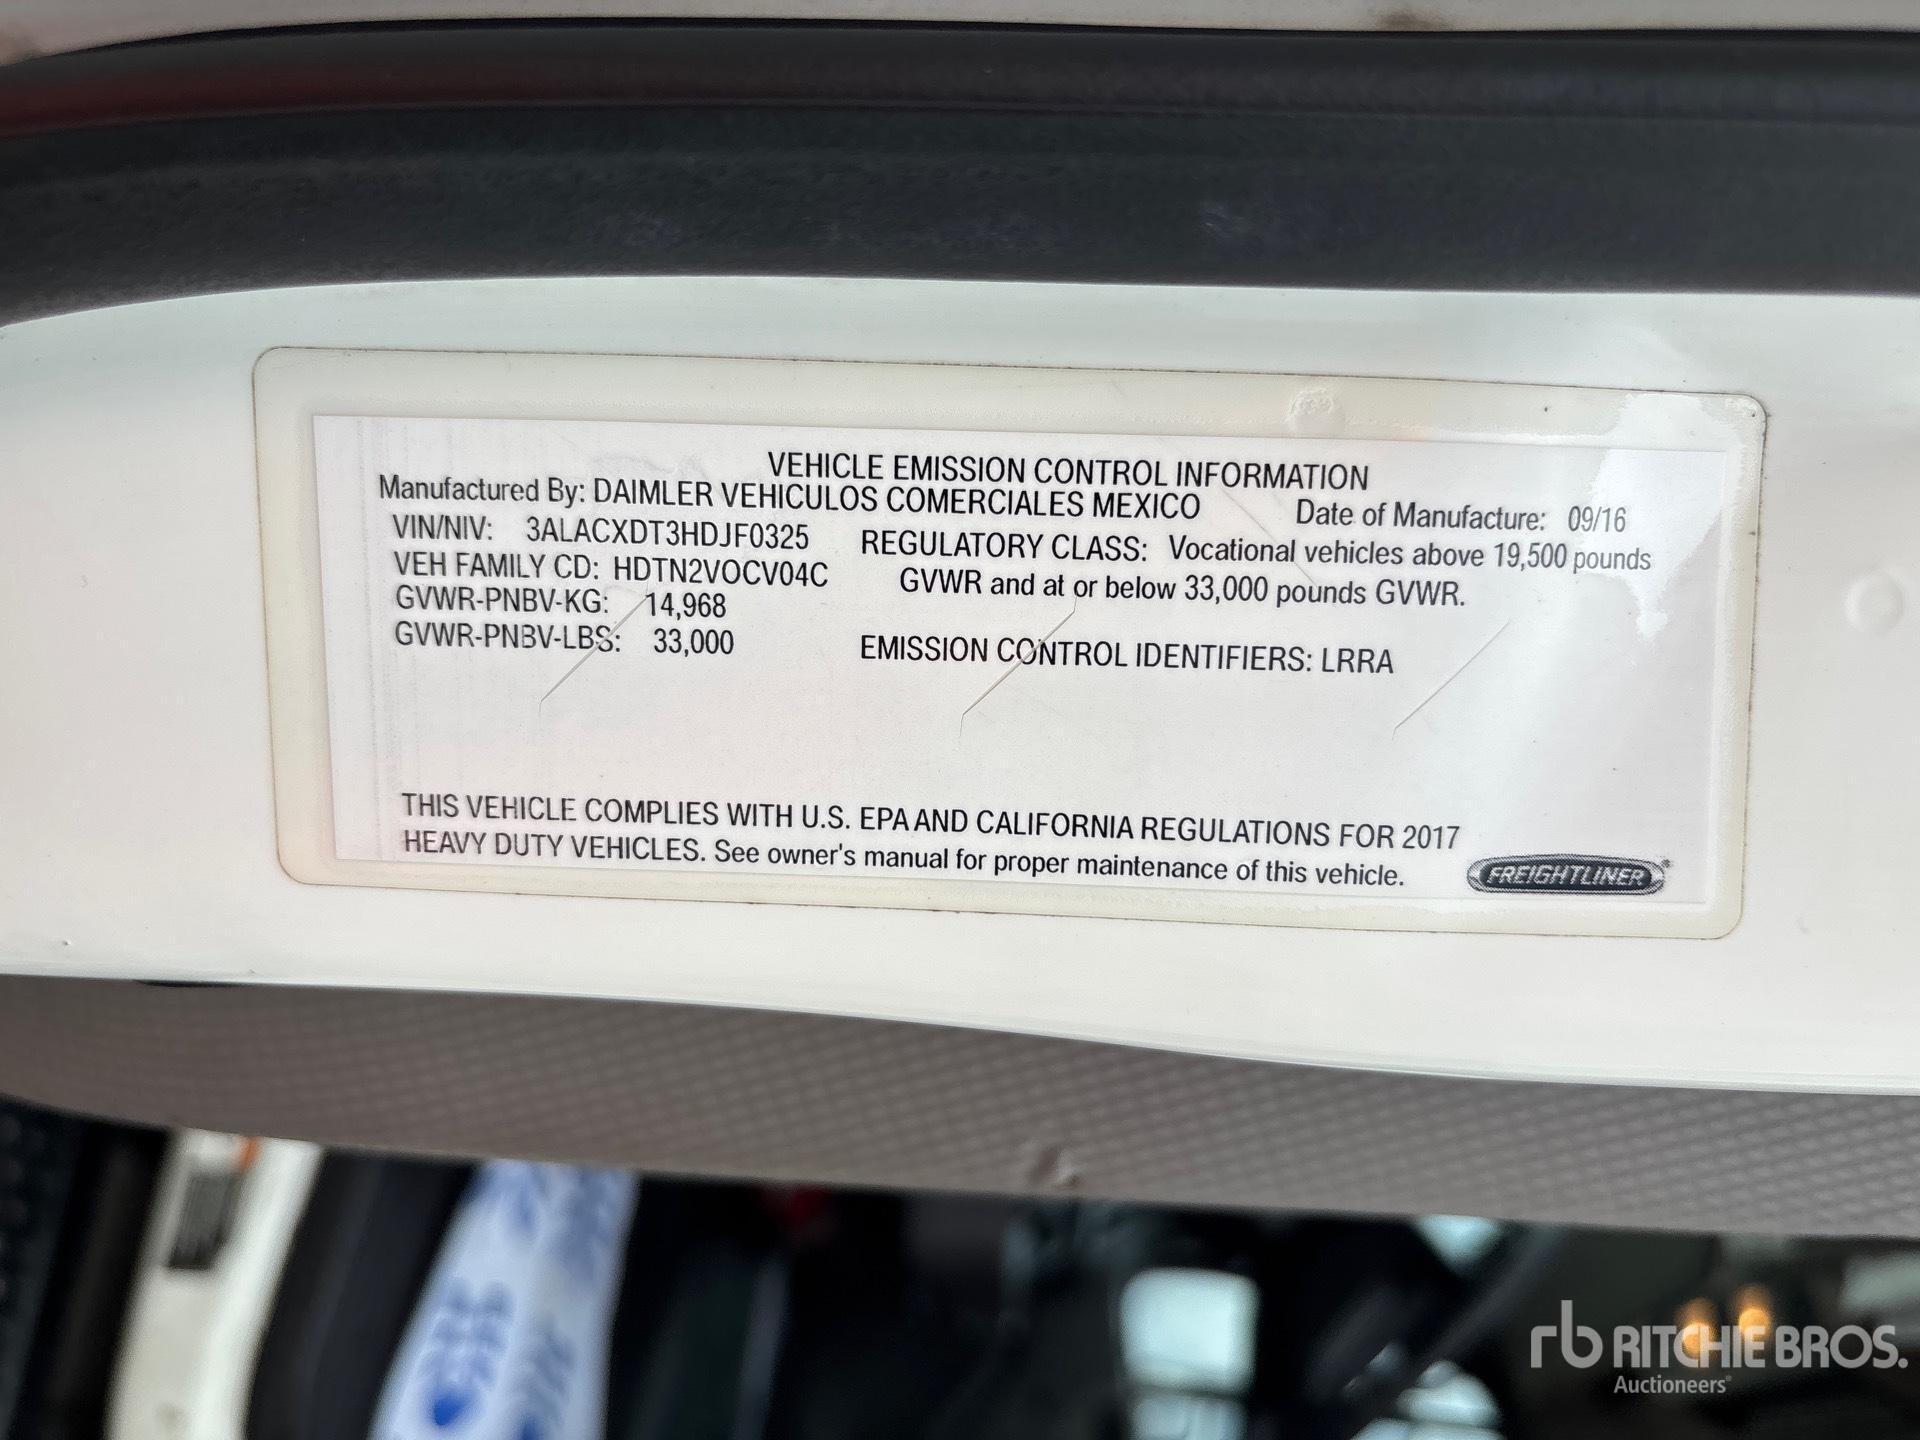 VEHICLE EMISSION CONTROL INFORMATION
Manufactured By: DAIMLER VEHICULOS COMERCIALES MEXICO
Date of Manufacture: 09/16
VIN/NIV: 3ALACXDT3HDJF0325
REGULATORY CLASS: Vocational vehicles above 19,500 pounds
GVWR and at or below 33,000 pounds GVWR.
VEH FAMILY CD: HDTN2VOCV04C
GVWR-PNBV-KG: 14,968
GVWR-PNBV-LBS: 33,000
EMISSION CONTROL IDENTIFIERS: LRRA
THIS VEHICLE COMPLIES WITH U.S. EPA AND CALIFORNIA REGULATIONS FOR 2017
HEAVY DUTY VEHICLES. See owner's manual for proper maintenance of this vehicle.
FREIGHTLINER®
rb RITCHIE BROS.
Auctioneers®